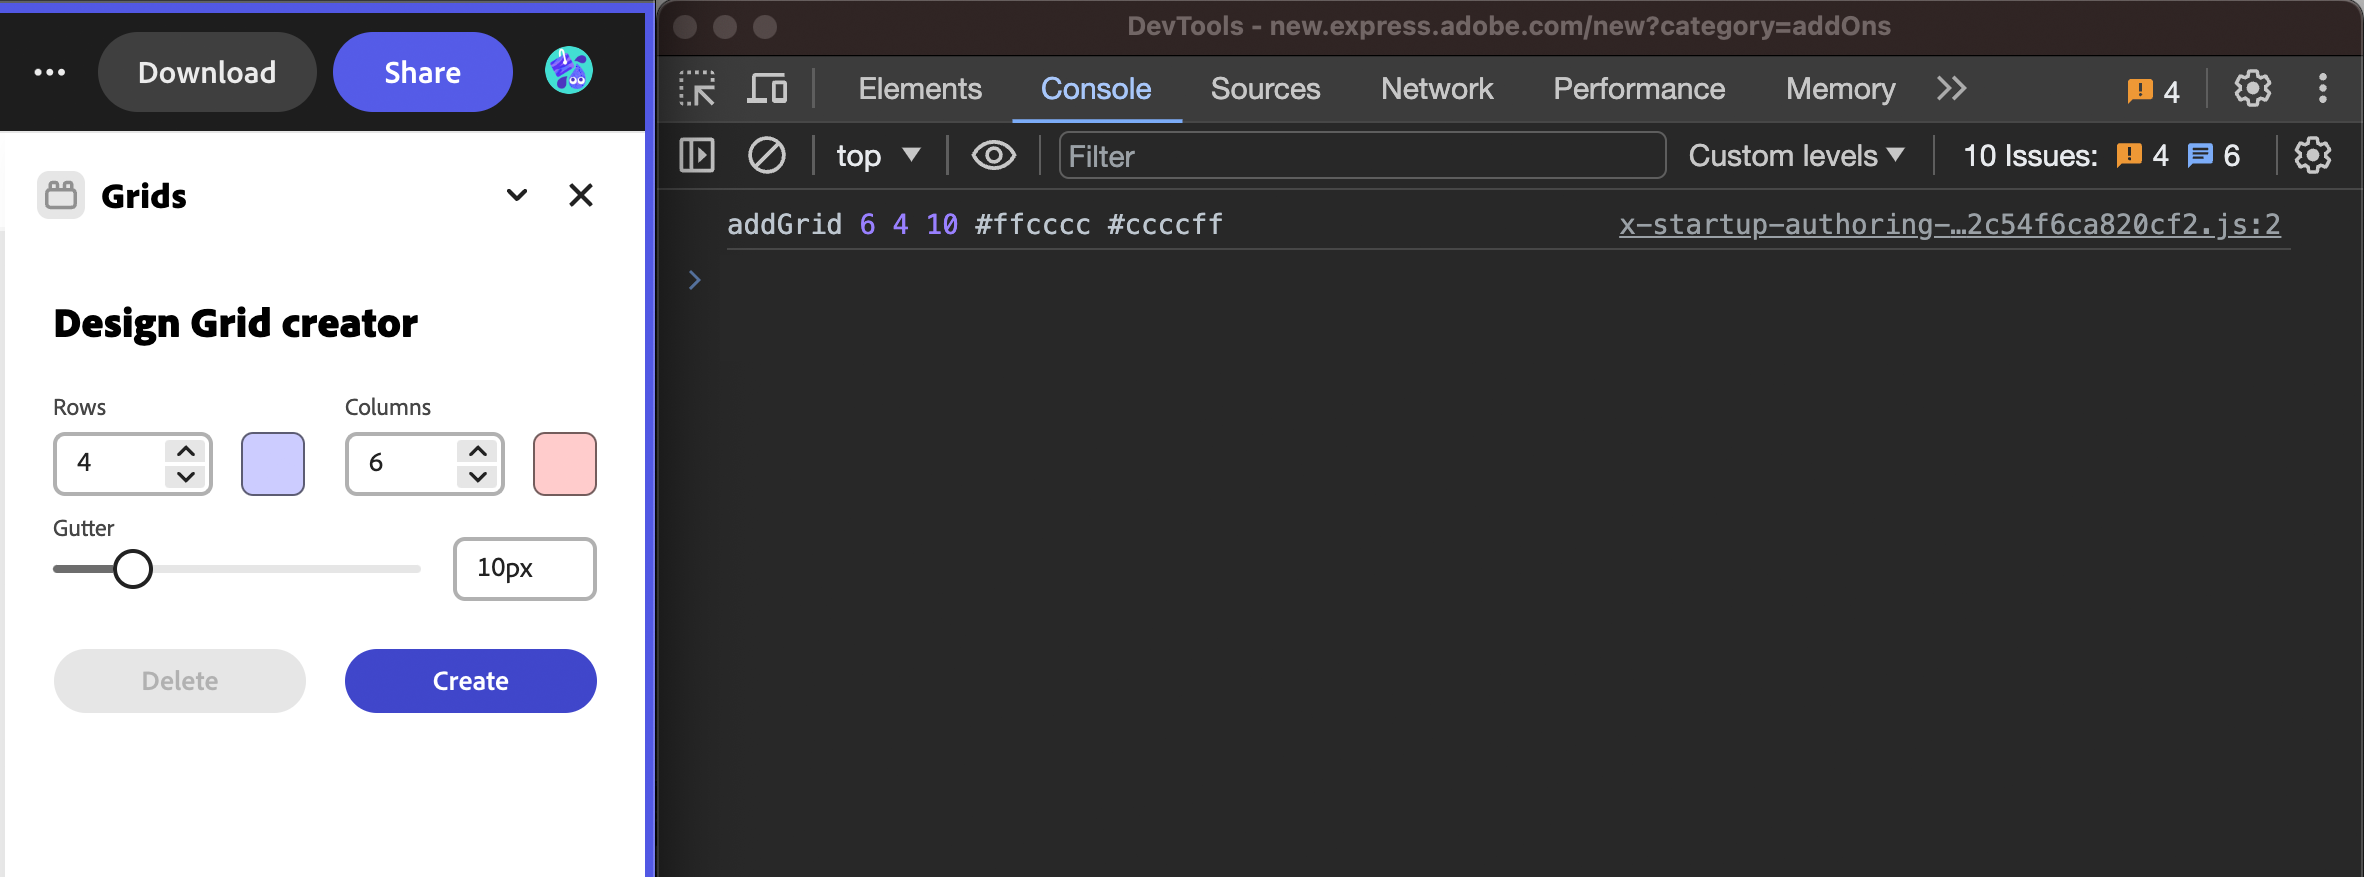 Download
Share
Grids
Design Grid creator
Rows
Columns
4
6
Gutter
10px
Delete
Create
DevTools - new.express.adobe.com/new?category=addOns
Elements
Console
Sources
Network
Performance
Memory
4
top
Filter
Custom levels
10 Issues:
4
6
addGrid 6 4 10 #ffcccc #ccccff
x-startup-authoring-…2c54f6ca820cf2.js:2